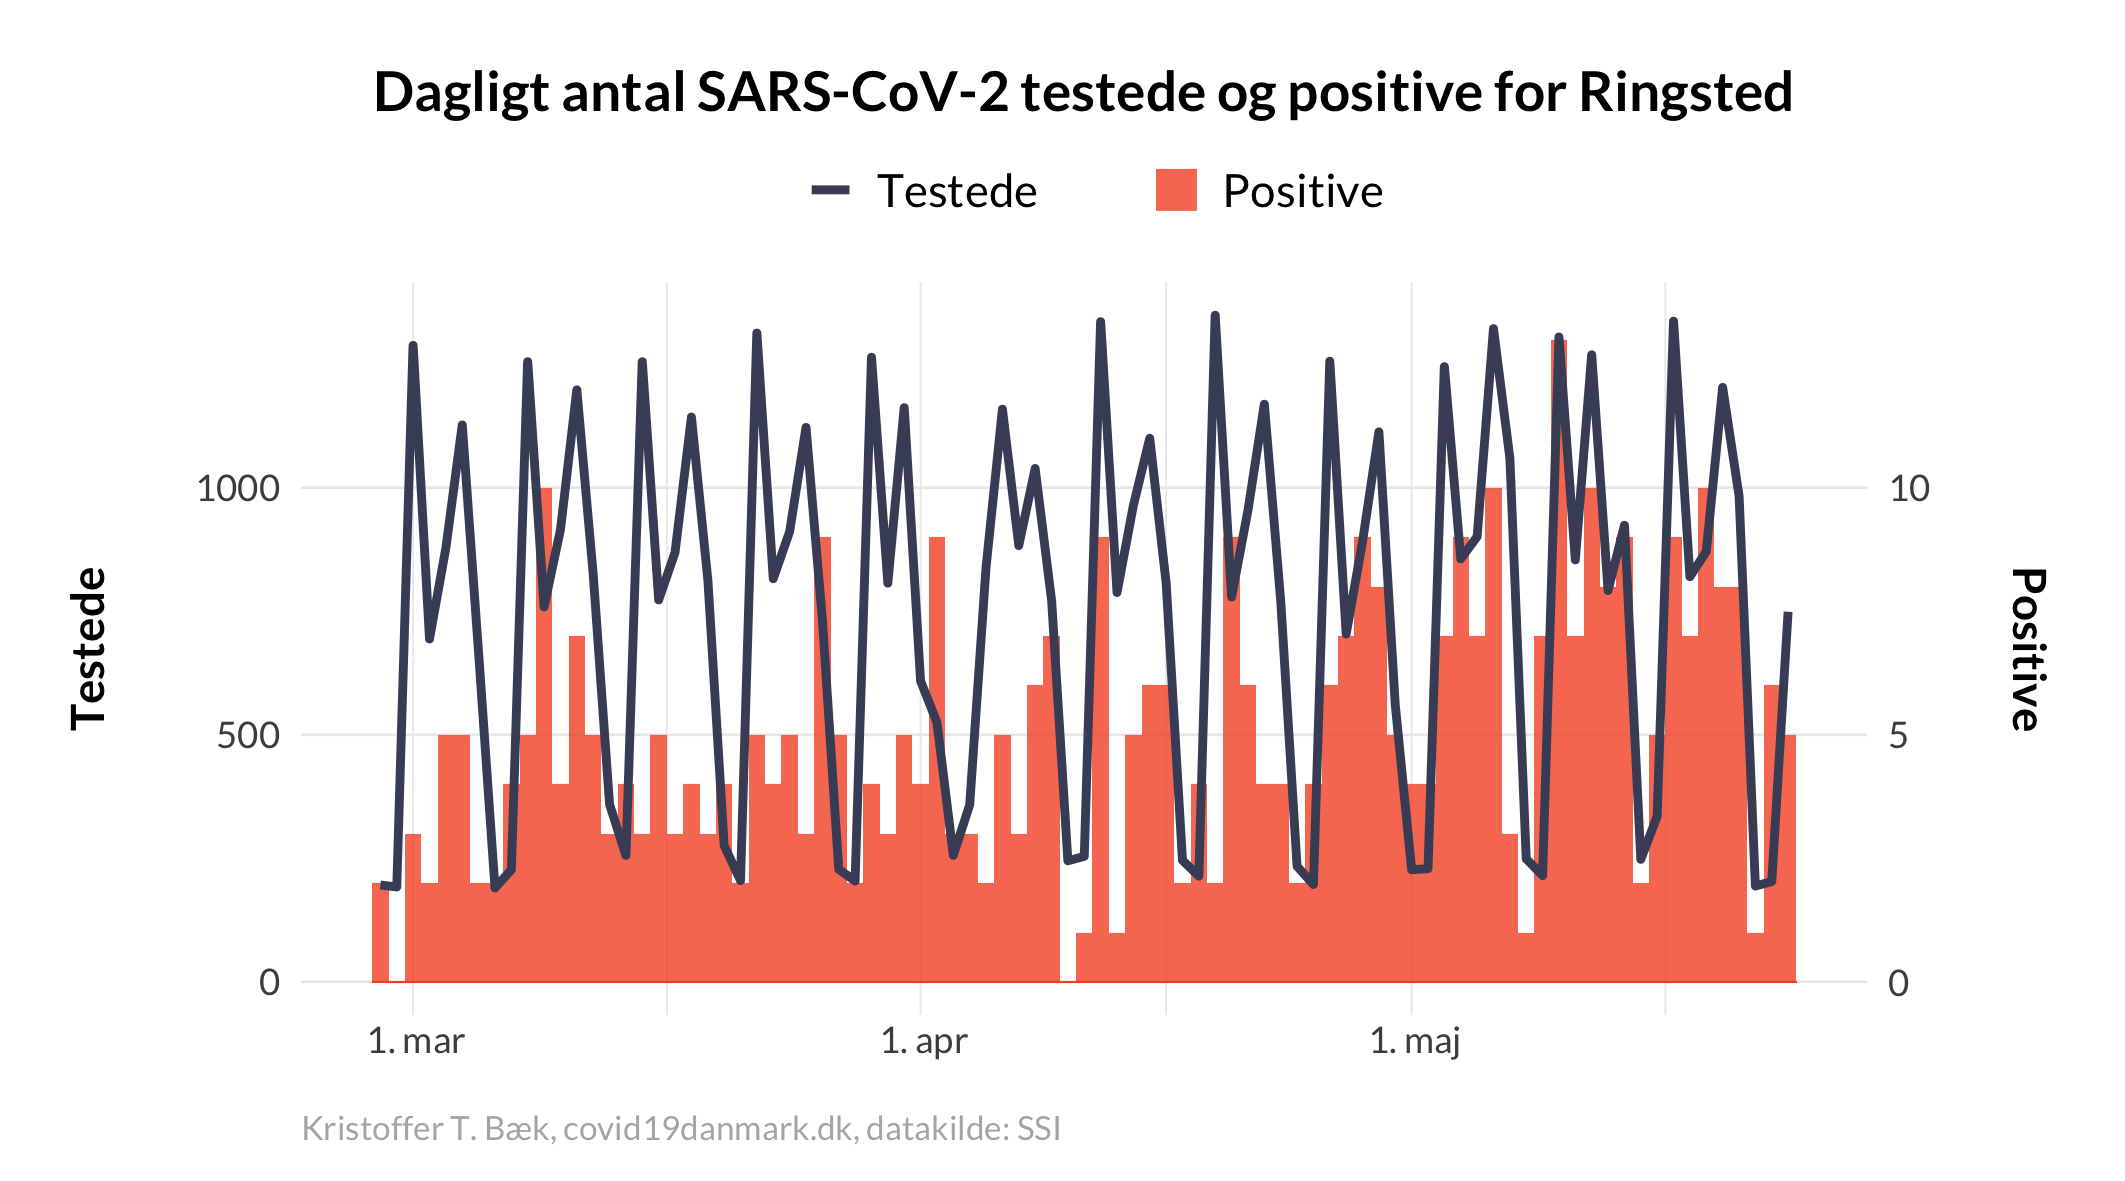 Dagligt antal SARS-CoV-2 testede og positive for Ringsted
Testede
Positive
Testede
1000
500
0
10
5
0
Positive
1. mar
1. apr
1. maj
Kristoffer T. Bæk, covid19danmark.dk, datakilde: SSI